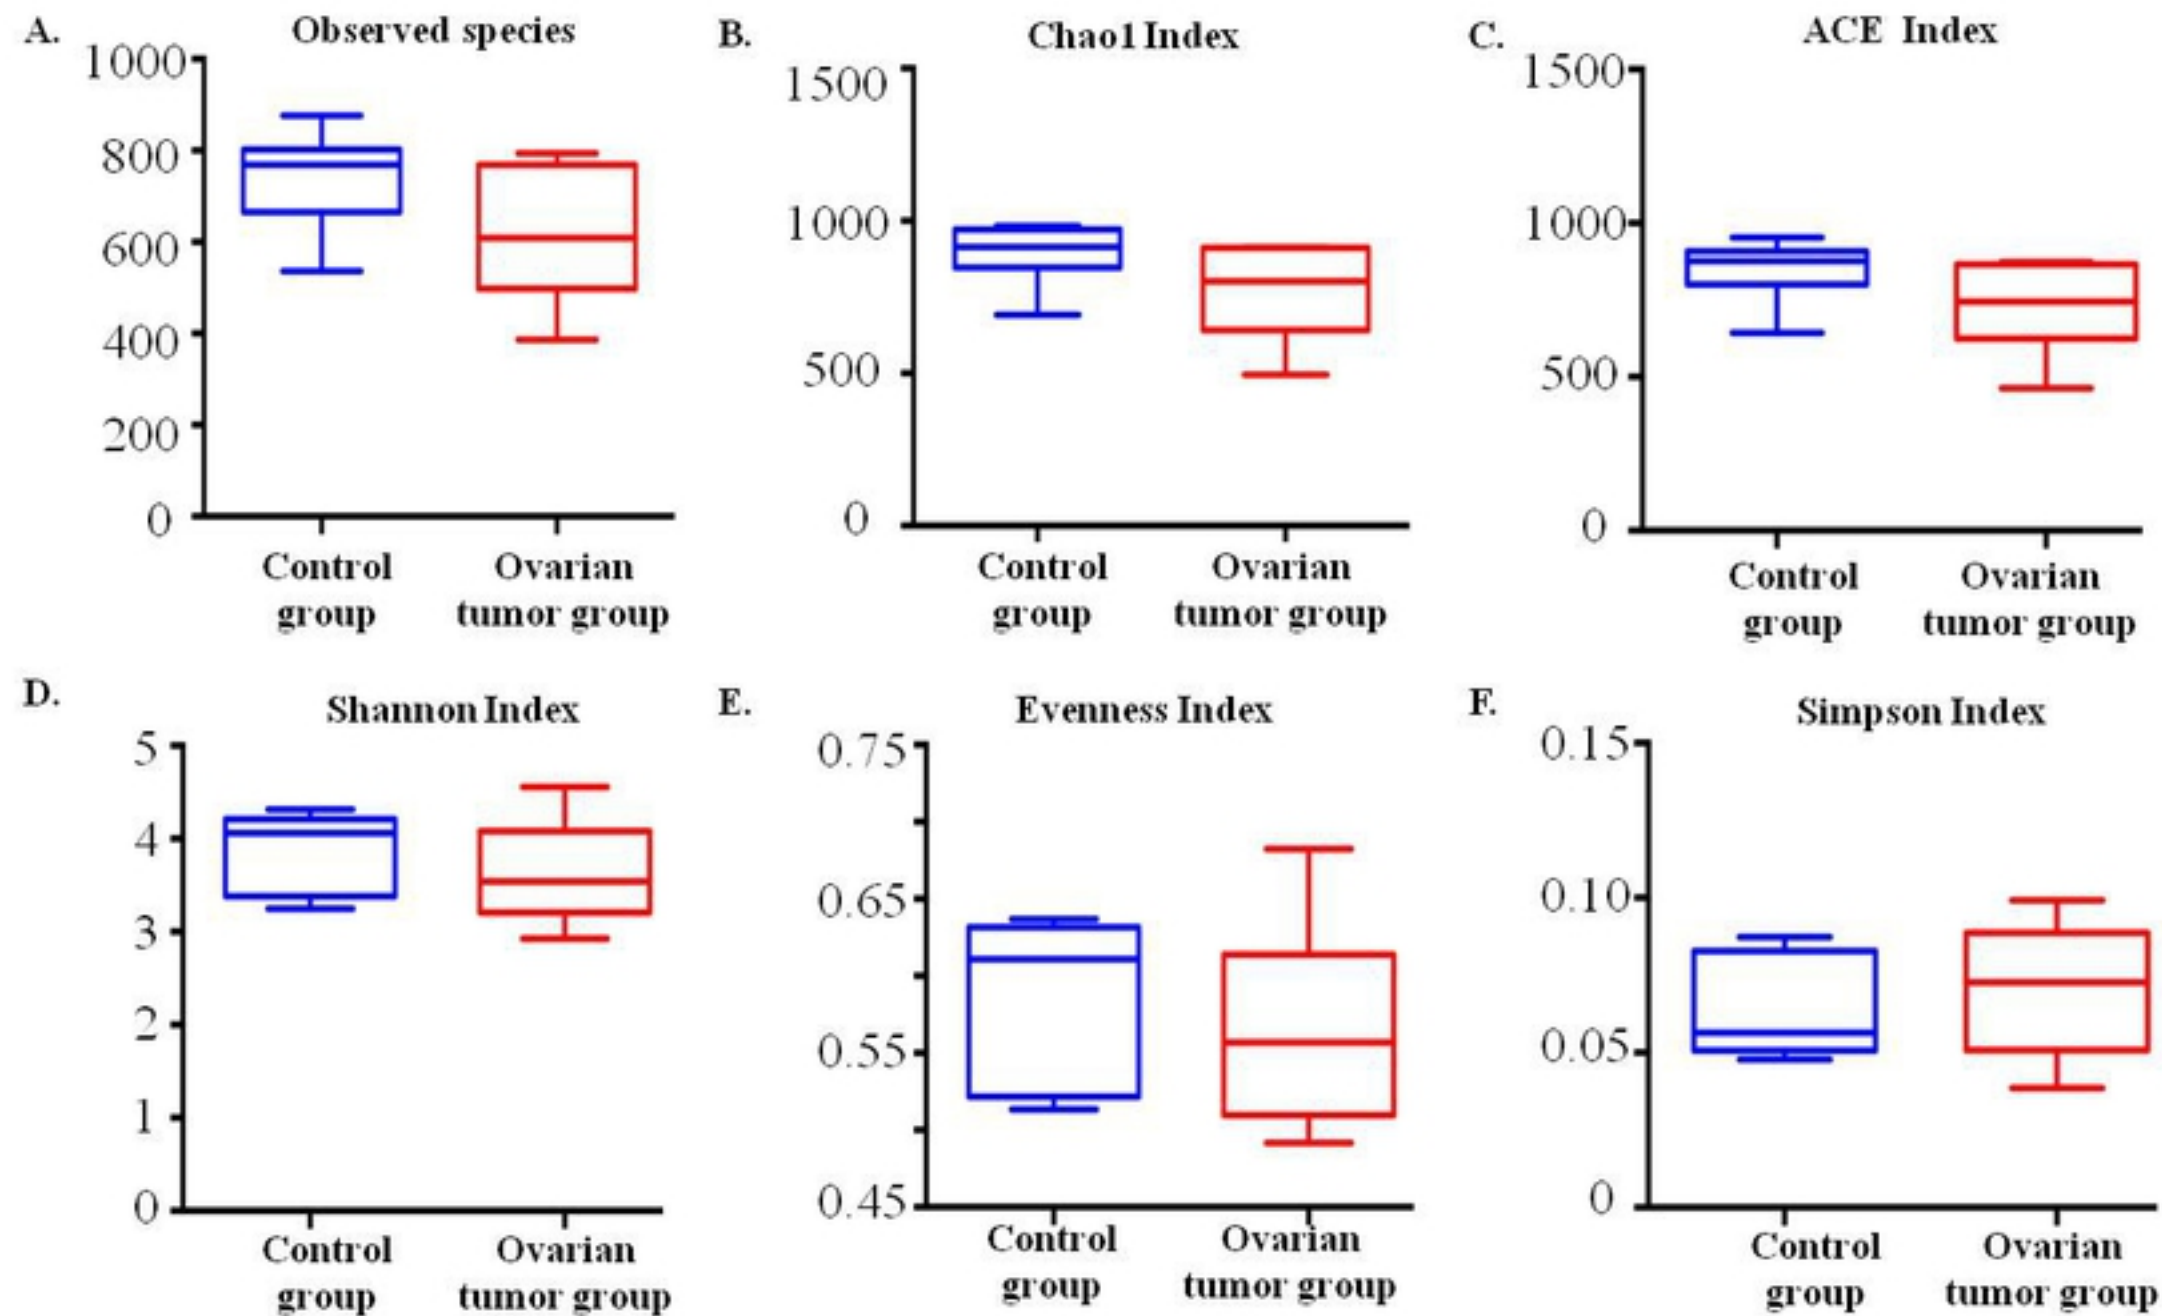 A.
Observed species
1000
800
600
400
200
0
Control
group
Ovarian
tumor group
B.
Chao1 Index
1500
1000
500
0
Control
group
Ovarian
tumor group
C.
ACE Index
1500
1000
500
0
Control
group
Ovarian
tumor group
D.
Shannon Index
5
4
3
2
1
0
Control
group
Ovarian
tumor group
E.
Evenness Index
0.75
0.65
0.55
0.45
Control
group
Ovarian
tumor group
F.
Simpson Index
0.15
0.10
0.05
0
Control
group
Ovarian
tumor group